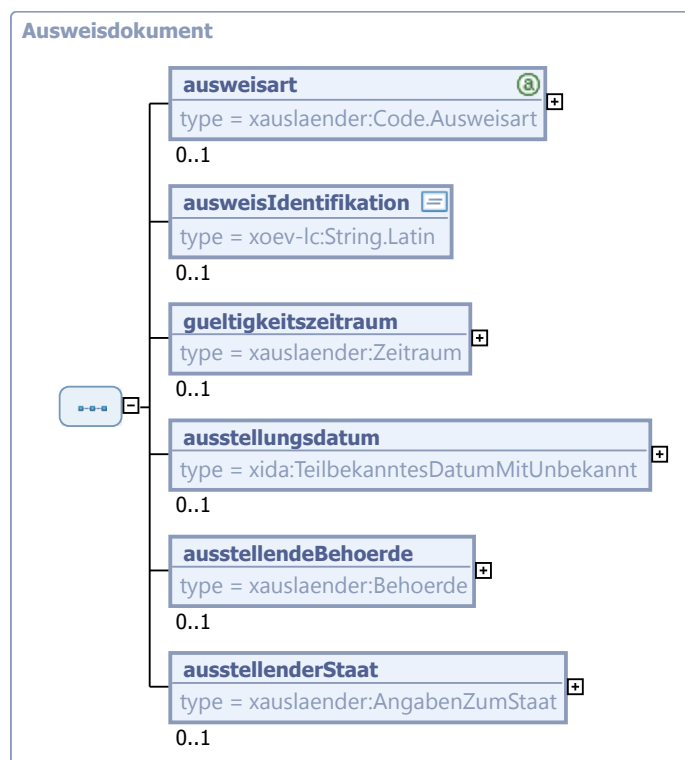 Ausweisdokument
ausweisart
type = xauslaender:Code.Ausweisart
0..1
ausweisIdentifikation
type = xoev-lc:String.Latin
0..1
gueltigkeitszeitraum
type = xauslaender:Zeitraum
0..1
ausstellungsdatum
type = xida:TeilbekanntesDatumMitUnbekannt
0..1
ausstellendeBehoerde
type = xauslaender:Behoerde
0..1
ausstellenderStaat
type = xauslaender:AngabenZumStaat
0..1